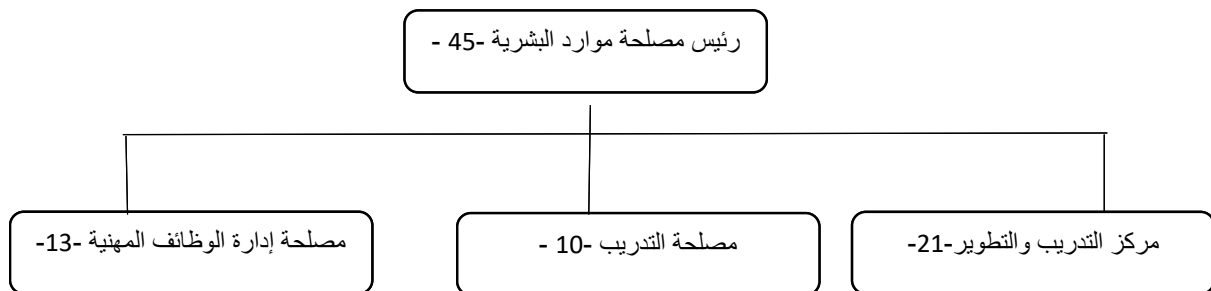 رئيس مصلحة موارد البشرية -45 -
مركز التدريب والتطوير-21-
مصلحة التدريب -10 -
مصلحة إدارة الوظائف المهنية -13-